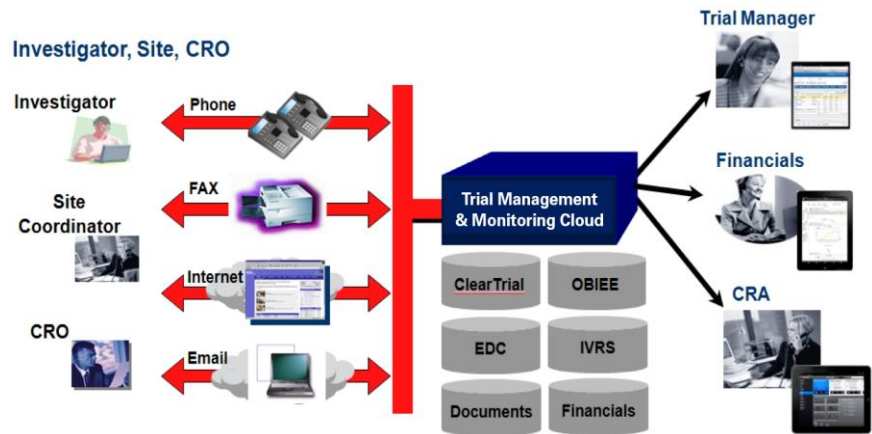 Investigator, Site, CRO
Investigator
Site
Coordinator
CRO
Phone
FAX
Internet
Email
Trial Management
& Monitoring Cloud
ClearTrial
OBIEE
EDC
IVRS
Documents
Financials
Trial Manager
Financials
CRA